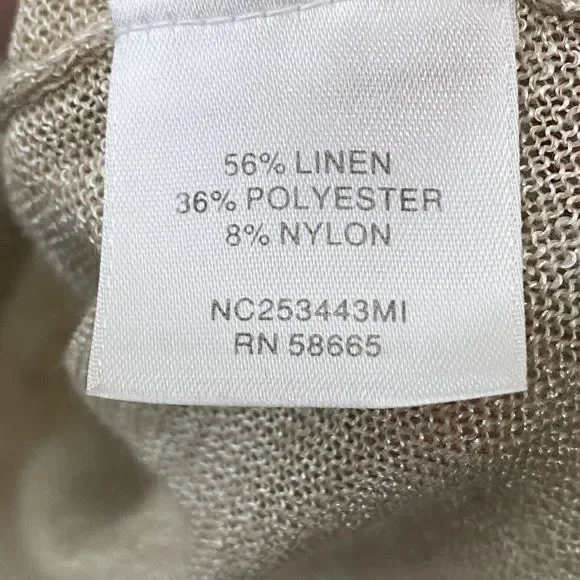 56% LINEN
36% POLYESTER
8% NYLON
NC253443MI
RN 58665